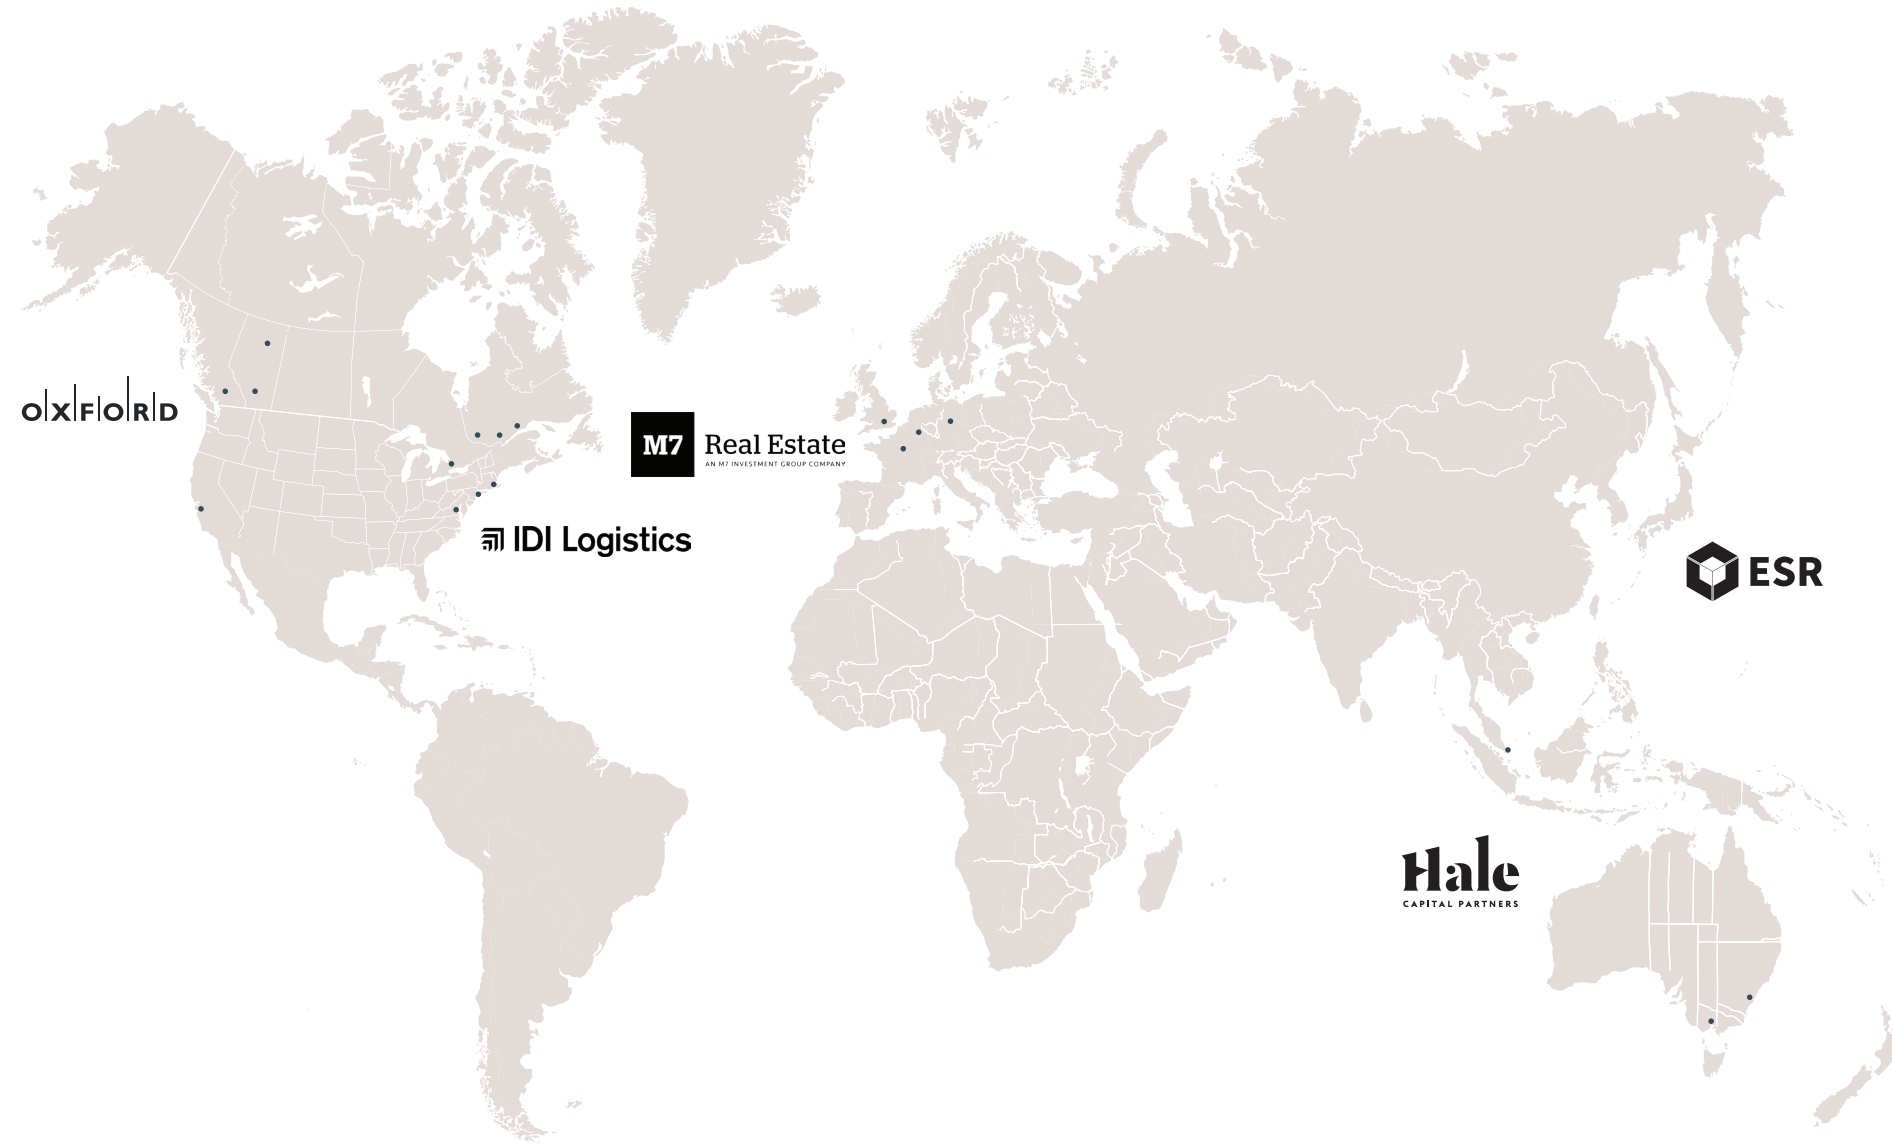 OXFORD
M7 Real Estate
AN M7 INVESTMENT GROUP COMPANY
IDI Logistics
ESR
Hale
CAPITAL PARTNERS